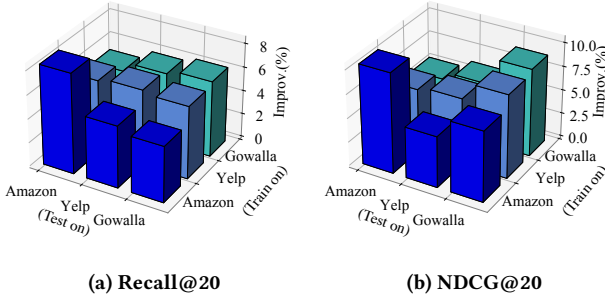 8
6
4
2
0
Improv.(%)
Amazon
Yelp
Gowalla
(Test on)
Amazon
Yelp
Gowalla
(Train on)
(a) Recall@20
10.0
7.5
5.0
2.5
0.0
Improv.(%)
Amazon
Yelp
Gowalla
(Test on)
Amazon
Yelp
Gowalla
(Train on)
(b) NDCG@20